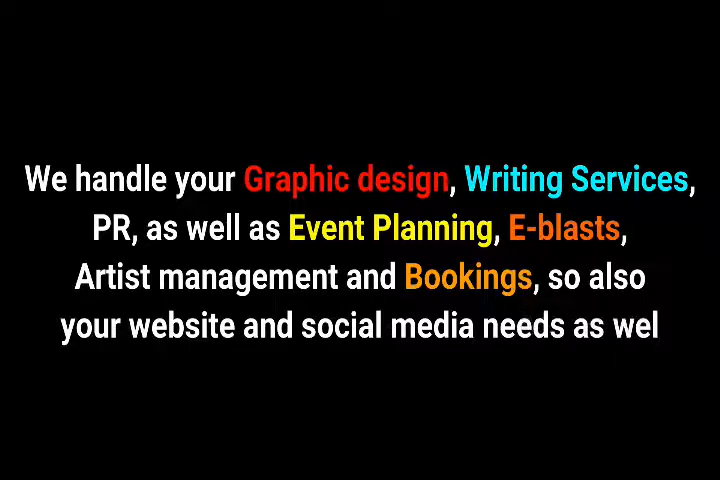 We handle your Graphic design, Writing Services,
PR, as well as Event Planning, E-blasts,
Artist management and Bookings, so also
your website and social media needs as wel